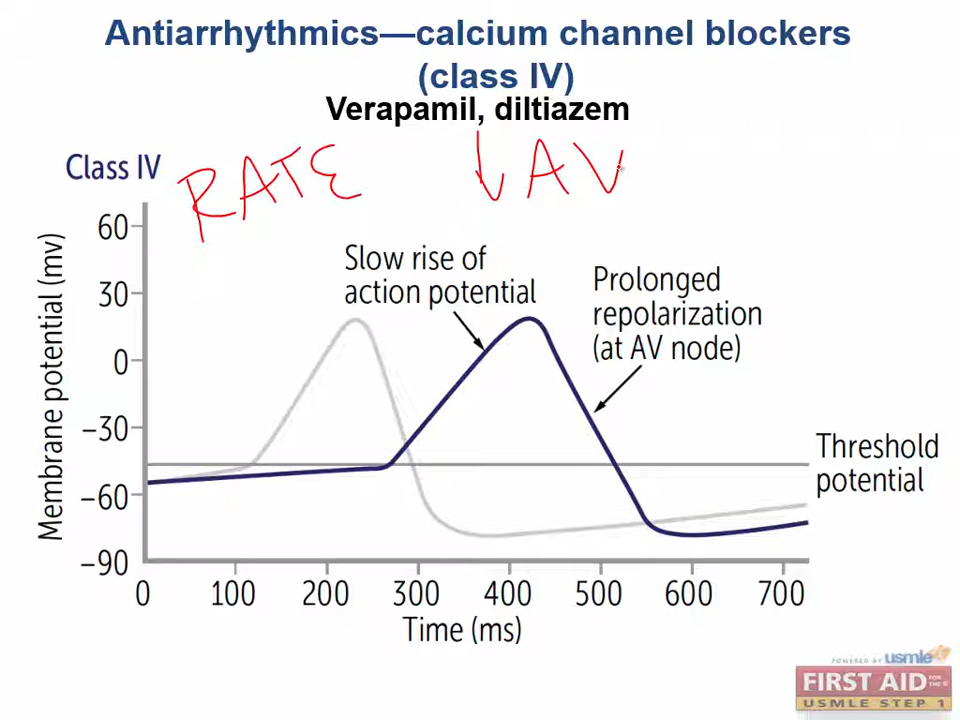 Antiarrhythmics—calcium channel blockers
(class IV)
Verapamil, diltiazem
Class IV
RATE ↓ AV
Membrane potential (mv)
60
30
0
−30
−60
−90
Slow rise of
action potential
Prolonged
repolarization
(at AV node)
Threshold
potential
0 100 200 300 400 500 600 700
Time (ms)
POWERED BY usmle
FIRST AID FOR THE®
USMLE STEP 1